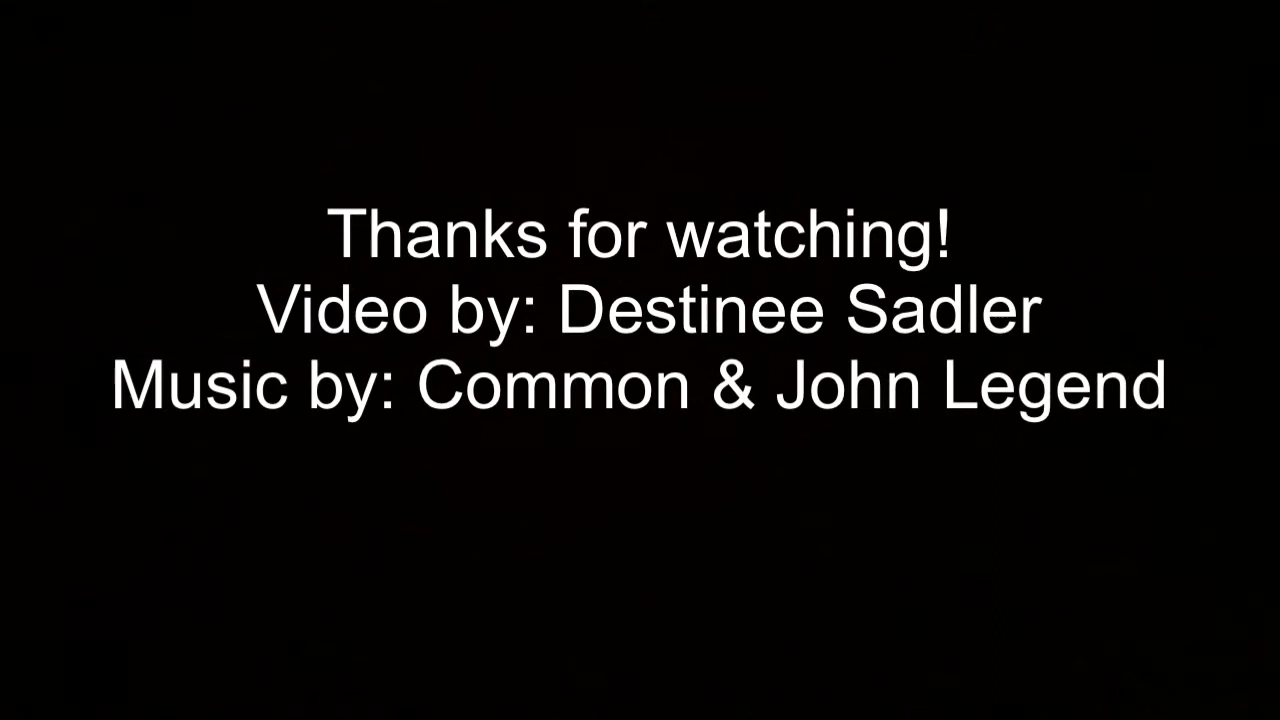 Thanks for watching!
Video by: Destinee Sadler
Music by: Common & John Legend